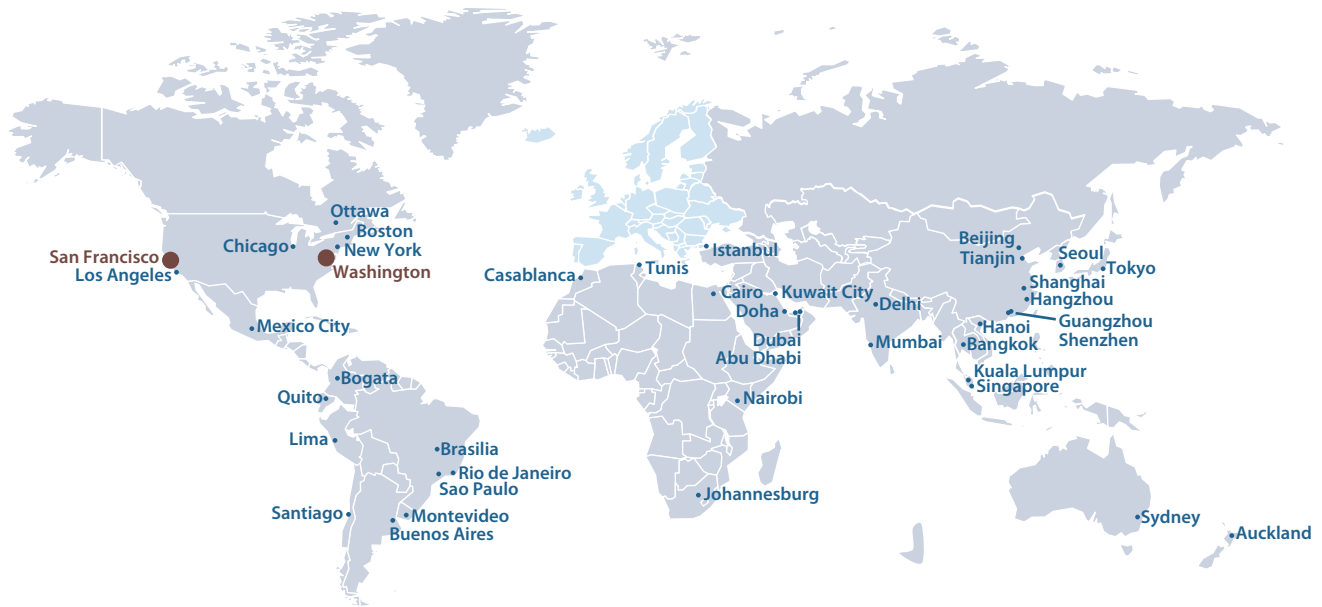 Ottawa
Boston
Chicago
New York
San Francisco
Washington
Los Angeles
Mexico City
Bogata
Quito
Lima
Brasilia
Rio de Janeiro
Sao Paulo
Santiago
Montevideo
Buenos Aires
Casablanca
Tunis
Istanbul
Cairo
Kuwait City
Doha
Dubai
Abu Dhabi
Nairobi
Johannesburg
Delhi
Mumbai
Beijing
Tianjin
Seoul
Tokyo
Shanghai
Hangzhou
Guangzhou
Shenzhen
Hanoi
Bangkok
Kuala Lumpur
Singapore
Sydney
Auckland